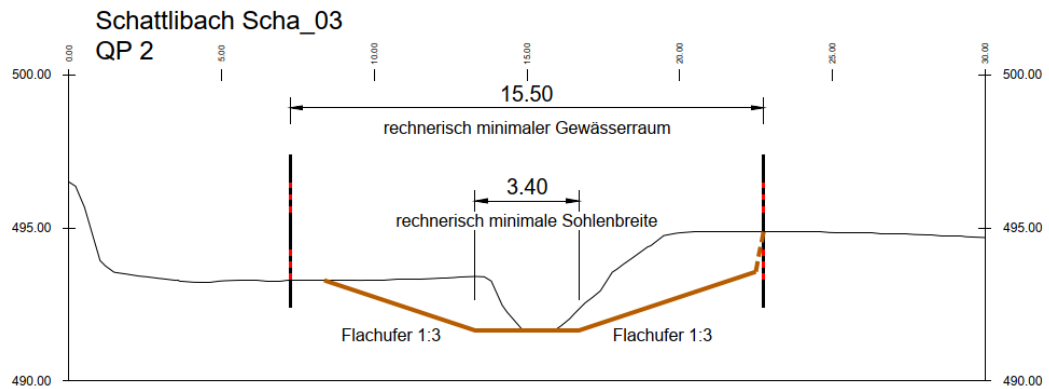 Schattlibach Scha_03
QP 2
0.00 5.00 10.00 15.00 20.00 25.00 30.00
500.00 500.00
15.50
rechnerisch minimaler Gewässerraum
3.40
rechnerisch minimale Sohlenbreite
495.00 495.00
Flachufer 1:3 Flachufer 1:3
490.00 490.00